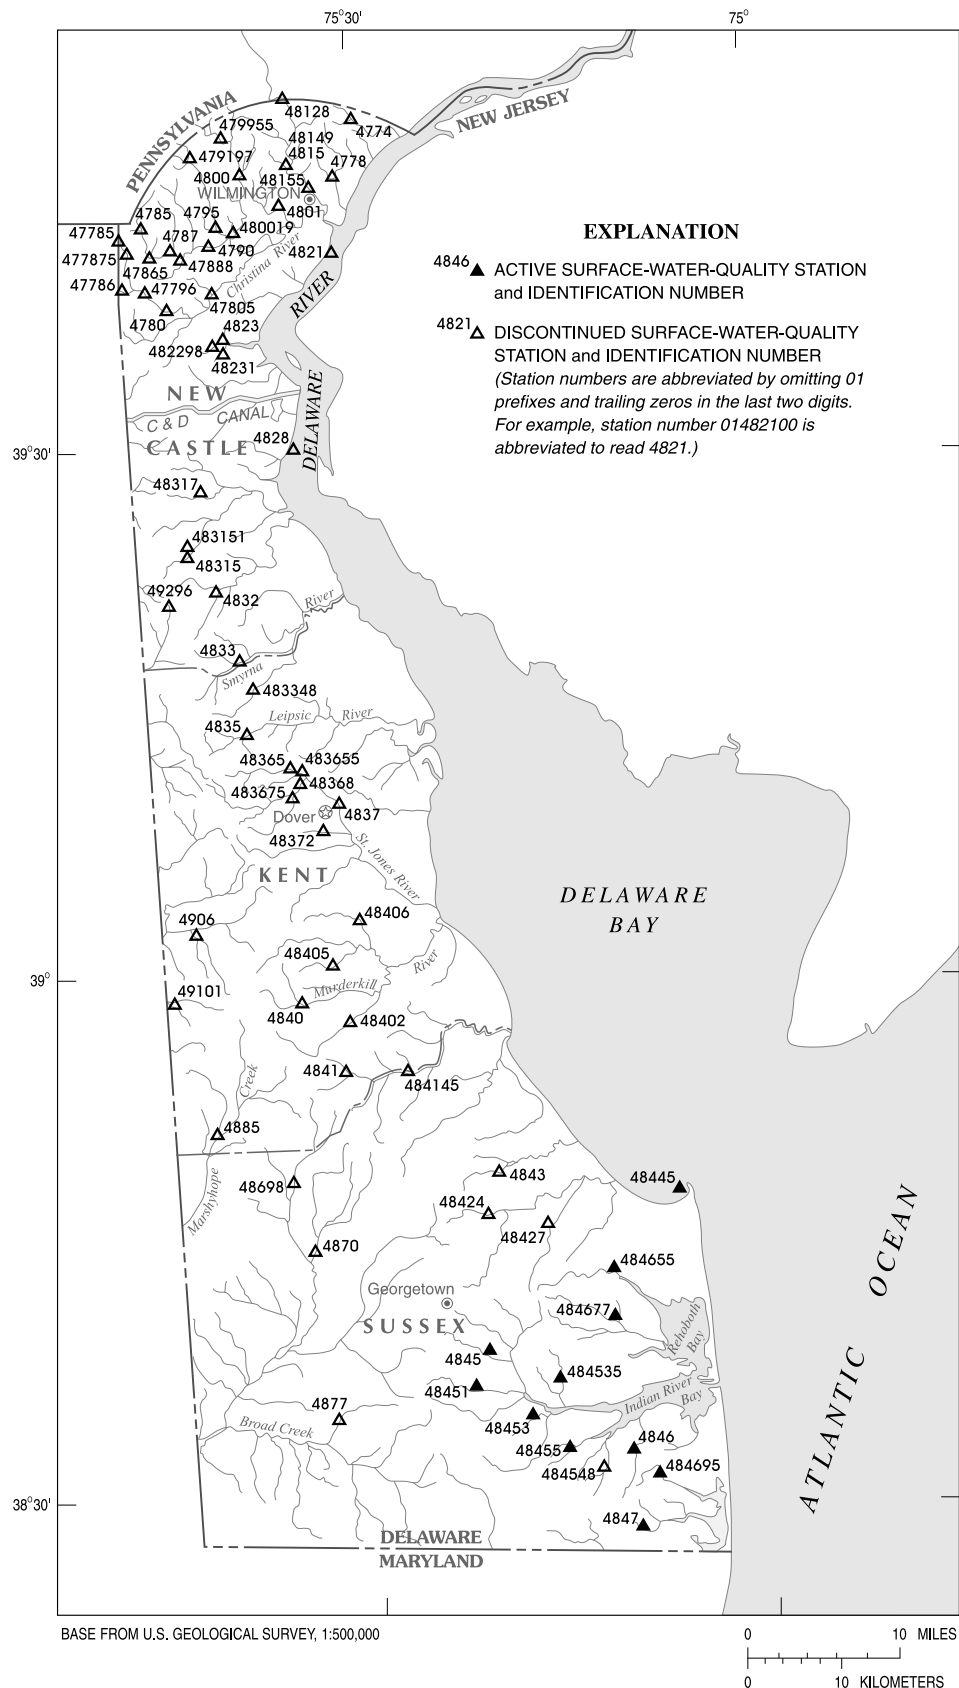 75°30'
75°
PENNSYLVANIA
NEW JERSEY
48128
4774
479955
48149
4815
479197
4778
4800
48155
WILMINGTON
4801
4785
4795
47785
4787
480019
477875
4790
4821
47865
47888
Christina River
47786
47796
47805
4780
4823
482298
48231
RIVER
DELAWARE
NEW
C & D CANAL
CASTLE
4828
39°30'
EXPLANATION
4846 ACTIVE SURFACE-WATER-QUALITY STATION
and IDENTIFICATION NUMBER
4821 DISCONTINUED SURFACE-WATER-QUALITY
STATION and IDENTIFICATION NUMBER
(Station numbers are abbreviated by omitting 01
prefixes and trailing zeros in the last two digits.
For example, station number 01482100 is
abbreviated to read 4821.)
48317
483151
48315
49296
4832
River
4833
Smyrna
483348
Leipsic River
4835
48365
483655
48368
483675
4837
Dover
48372
St. Jones River
KENT
DELAWARE
BAY
4906
48406
48405
River
39°
49101
Murderkill
4840
48402
4841
484145
Creek
4885
Marshyhope
48698
4843
48445
48424
48427
4870
484655
Georgetown
484677
Rehoboth
Bay
SUSSEX
4845
484535
48451
Indian River
Bay
4877
48453
Broad Creek
48455
4846
484548
484695
38°30'
4847
DELAWARE
MARYLAND
ATLANTIC OCEAN
BASE FROM U.S. GEOLOGICAL SURVEY, 1:500,000
0 10 MILES
0 10 KILOMETERS